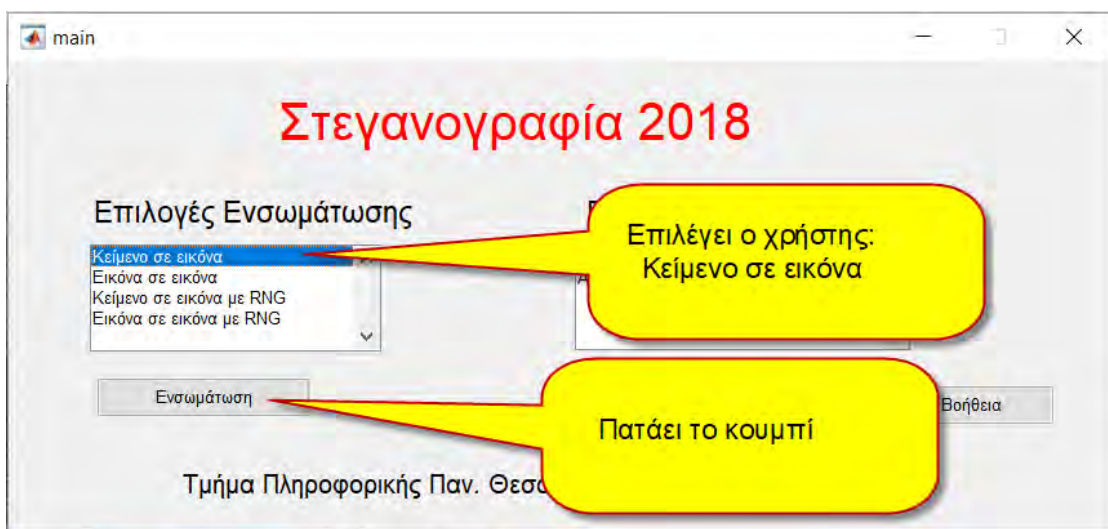 main
Στεγανογραφία 2018
Επιλογές Ενσωμάτωσης
Επιλέγει ο χρήστης:
Κείμενο σε εικόνα
Κείμενο σε εικόνα
Εικόνα σε εικόνα
Κείμενο σε εικόνα με RNG
Εικόνα σε εικόνα με RNG
Ενσωμάτωση
Πατάει το κουμπί
Βοήθεια
Τμήμα Πληροφορικής Παν.